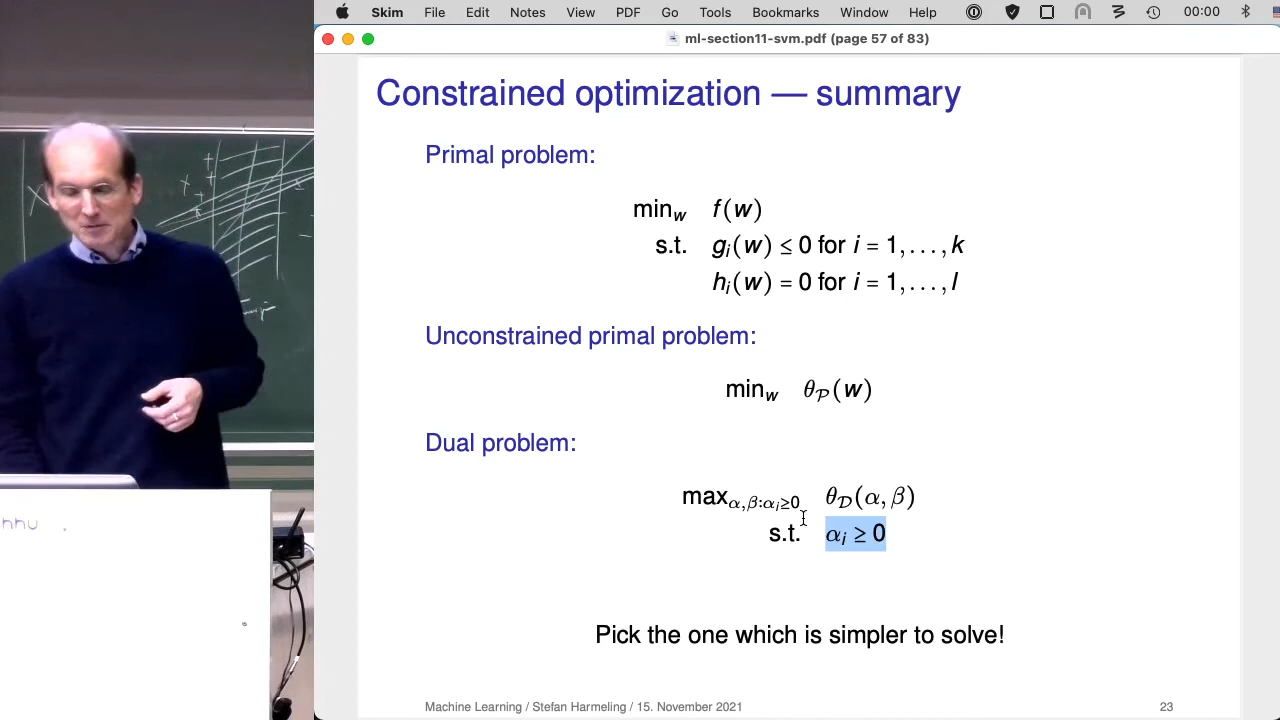 Skim File Edit Notes View PDF Go Tools Bookmarks Window Help 00:00
ml-section11-svm.pdf (page 57 of 83)
Constrained optimization — summary
Primal problem:
min_w f(w)
s.t. g_i(w) ≤ 0 for i = 1, . . . , k
h_i(w) = 0 for i = 1, . . . , l
Unconstrained primal problem:
min_w θ_P(w)
Dual problem:
max_{α,β:α_i≥0} θ_D(α, β)
s.t. α_i ≥ 0
Pick the one which is simpler to solve!
Machine Learning / Stefan Harmeling / 15. November 2021 23
hhu